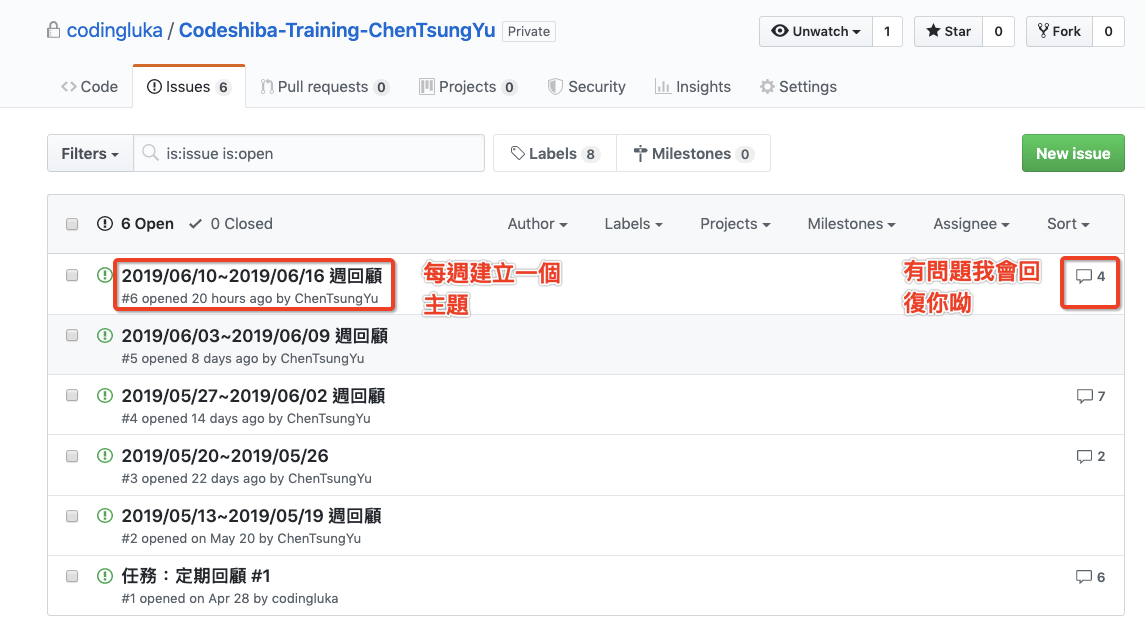 codingluka / Codeshiba-Training-ChenTsungYu Private
Unwatch 1 Star 0 Fork 0
Code Issues 6 Pull requests 0 Projects 0 Security Insights Settings
Filters is:issue is:open Labels 8 Milestones 0 New issue
6 Open 0 Closed Author Labels Projects Milestones Assignee Sort
2019/06/10~2019/06/16 週回顧
#6 opened 20 hours ago by ChenTsungYu
每週建立一個
主題
有問題我會回
復你呦
4
2019/06/03~2019/06/09 週回顧
#5 opened 8 days ago by ChenTsungYu
2019/05/27~2019/06/02 週回顧 7
#4 opened 14 days ago by ChenTsungYu
2019/05/20~2019/05/26 2
#3 opened 22 days ago by ChenTsungYu
2019/05/13~2019/05/19 週回顧
#2 opened on May 20 by ChenTsungYu
任務：定期回顧 #1 6
#1 opened on Apr 28 by codingluka